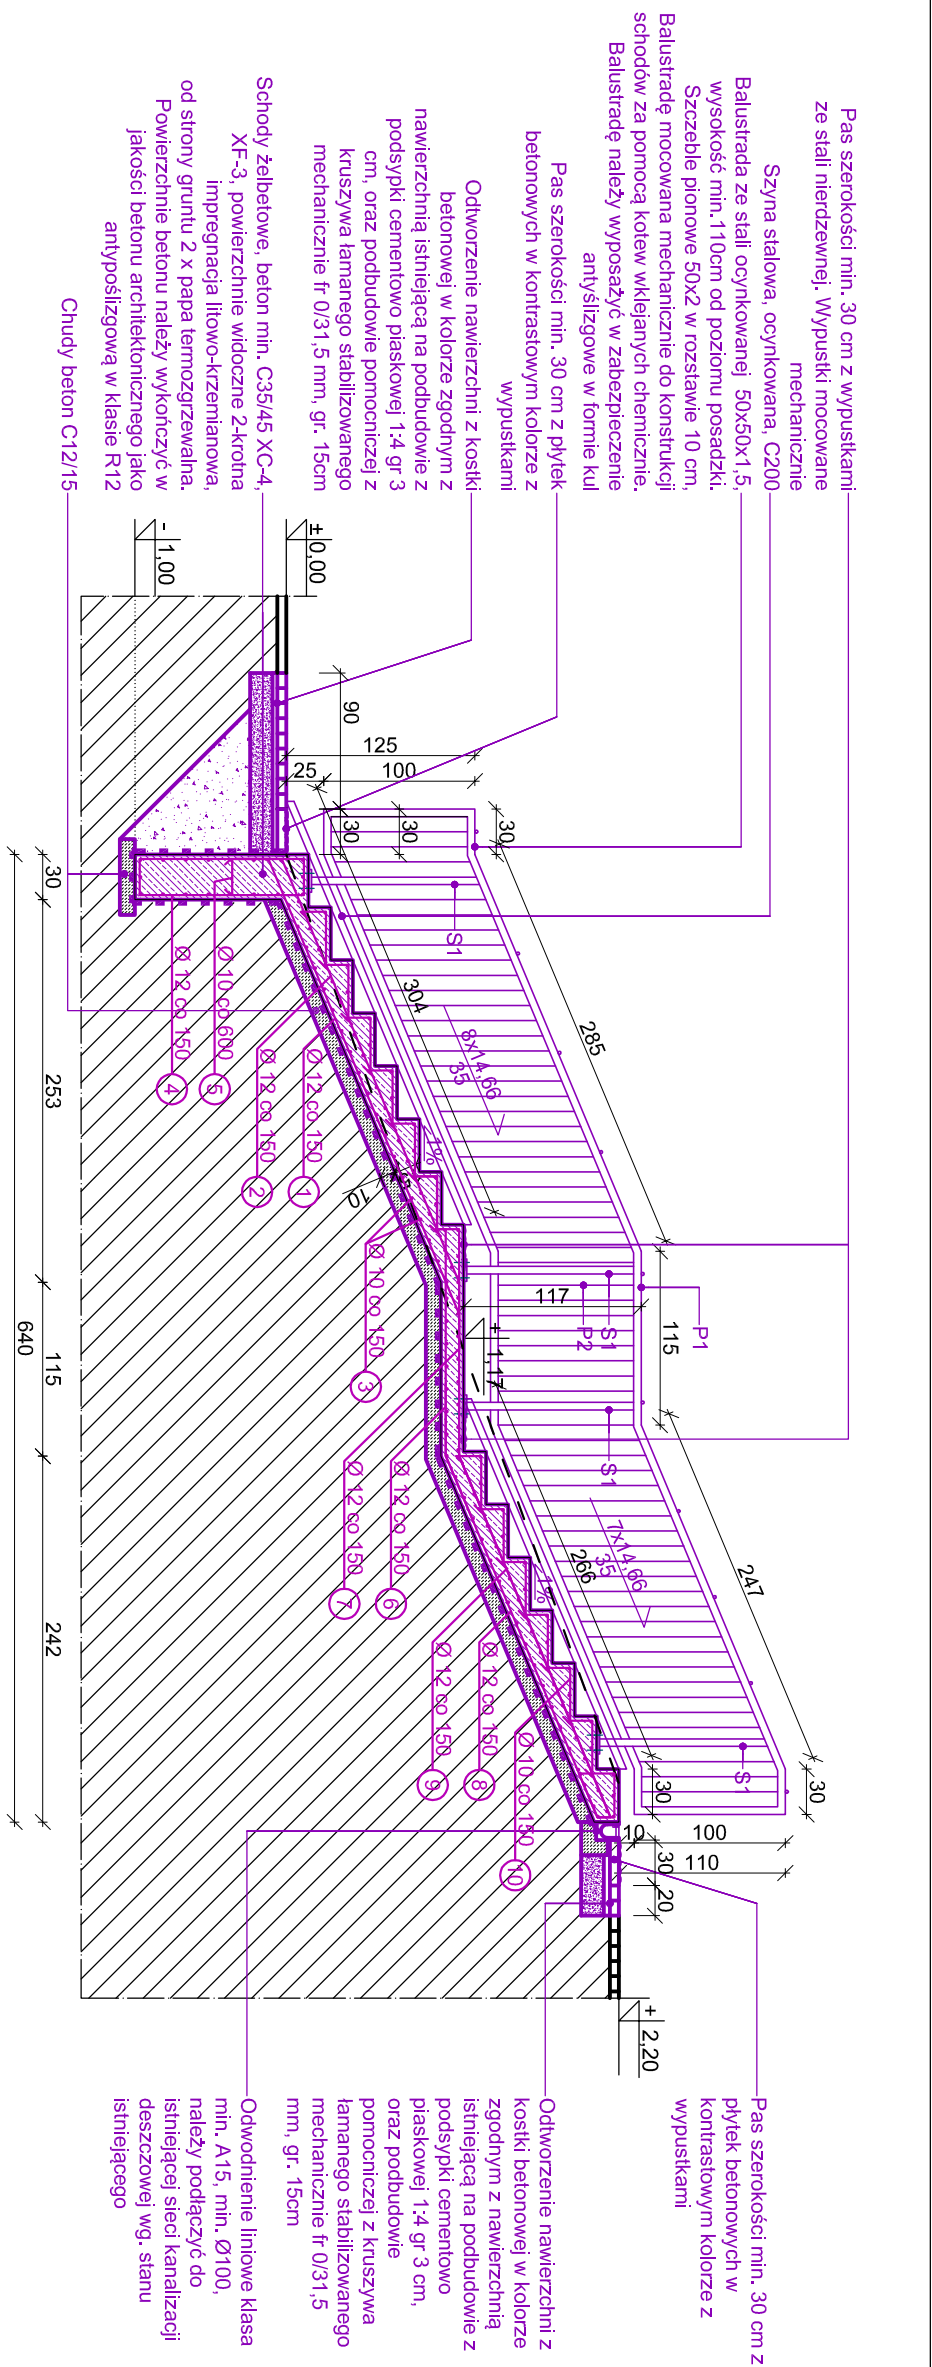 Pas szerokości min. 30 cm z wypustkami
ze stali nierdzewnej. Wypustki mocowane
mechanicznie
Szyna stalowa, ocynkowana, C200
Balustrada ze stali ocynkowanej 50x50x1,5,
wysokość min.110cm od poziomu posadzki.
Szczeble pionowe 50x2 w rozstawie 10 cm,
Balustradę mocowana mechanicznie do konstrukcji
schodów za pomocą kotew wklejanych chemicznie.
Balustradę należy wyposażyć w zabezpieczenie
antyślizgowe w formie kul
Pas szerokości min. 30 cm z płytek
betonowych w kontrastowym kolorze z
wypustkami
Odtworzenie nawierzchni z kostki
betonowej w kolorze zgodnym z
nawierzchnią istniejącą na podbudowie z
podsypki cementowo piaskowej 1:4 gr 3
cm, oraz podbudowie pomocniczej z
kruszywa łamanego stabilizowanego
mechanicznie fr 0/31,5 mm, gr. 15cm
Schody żelbetowe, beton min. C35/45 XC-4,
XF-3, powierzchnie widoczne 2-krotna
impregnacja litowo-krzemianowa,
od strony gruntu 2 x papa termozgrzewalna.
Powierzchnie betonu należy wykończyć w
jakości betonu architektonicznego jako
antypoślizgową w klasie R12
Chudy beton C12/15
±0,00
- 1,00
90
125
25
100
30
30
30
285
304
8x14,66
35
1%
S1
S1
S1
S1
P1
P2
115
117
+ 1,17
247
266
7x14,66
35
1%
30
30
10
100
110
30
20
+ 2,20
10
Ø 12 co 150
1
Ø 12 co 150
2
Ø 10 co 150
3
Ø 12 co 150
4
Ø 10 co 600
5
Ø 12 co 150
6
Ø 12 co 150
7
Ø 12 co 150
8
Ø 12 co 150
9
Ø 10 co 150
10
30
253
115
242
640
Pas szerokości min. 30 cm z
płytek betonowych w
kontrastowym kolorze z
wypustkami
Odtworzenie nawierzchni z
kostki betonowej w kolorze
zgodnym z nawierzchnią
istniejącą na podbudowie z
podsypki cementowo
piaskowej 1:4 gr 3 cm,
oraz podbudowie
pomocniczej z kruszywa
łamanego stabilizowanego
mechanicznie fr 0/31,5
mm, gr. 15cm
Odwodnienie liniowe klasa
min. A15, min. Ø100,
należy podłączyć do
istniejącej sieci kanalizacji
deszczowej wg. stanu
istniejącego